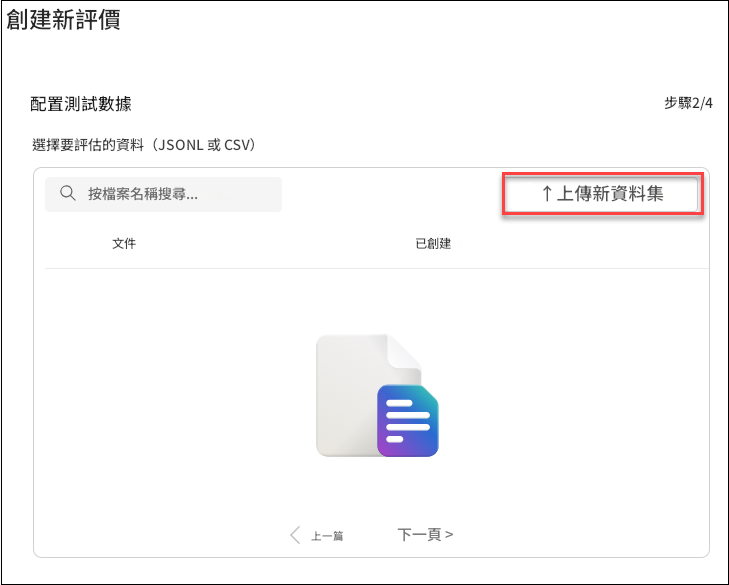 創建新評價
配置測試數據
步驟2/4
選擇要評估的資料（JSONL 或 CSV）
按檔案名稱搜尋...
↑上傳新資料集
文件
已創建
上一篇
下一頁 >